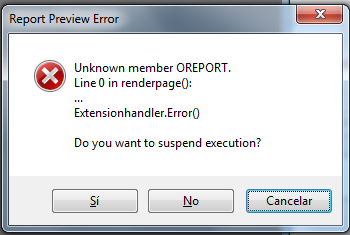 Report Preview Error
Unknown member OREPORT.
Line 0 in renderpage():
...
Extensionhandler.Error()
Do you want to suspend execution?
Sí
No
Cancelar